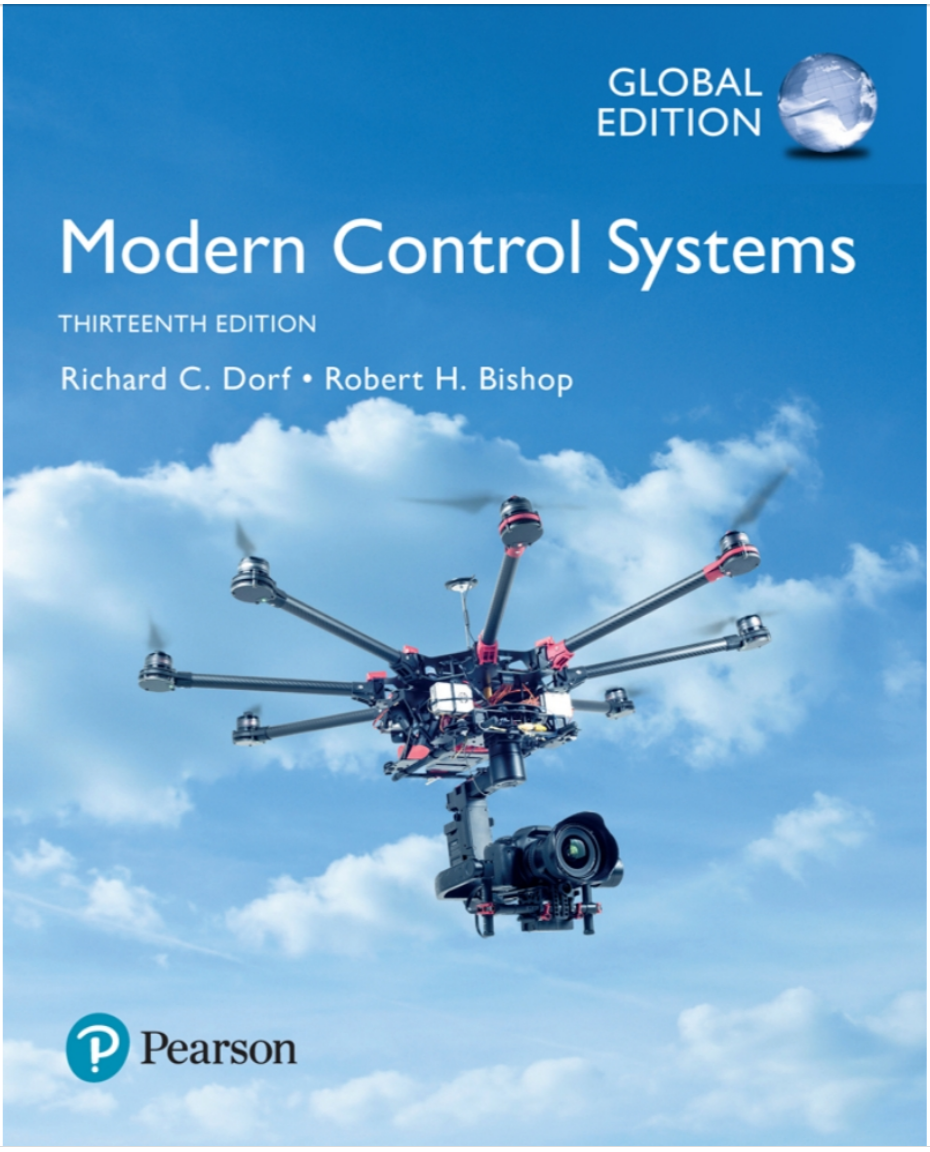 GLOBAL
EDITION
Modern Control Systems
THIRTEENTH EDITION
Richard C. Dorf • Robert H. Bishop
Pearson